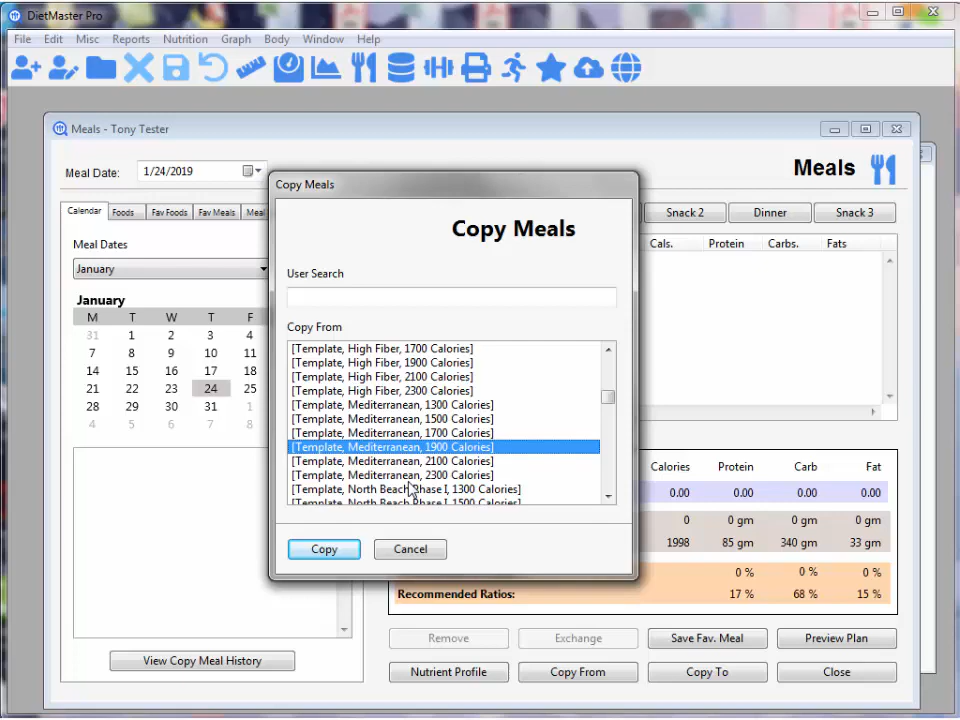 DietMaster Pro
File Edit Misc Reports Nutrition Graph Body Window Help
Meals - Tony Tester
Meal Date: 1/24/2019
Meals
Calendar Foods Fav Foods Fav Meals Meal
Snack 2 Dinner Snack 3
Meal Dates
January
January
M T W T F
31 1 2 3 4
7 8 9 10 11
14 15 16 17 18
21 22 23 24 25
28 29 30 31 1
4 5 6 7 8
View Copy Meal History
Cals. Protein Carbs. Fats
Copy Meals
Copy Meals
User Search
Copy From
[Template, High Fiber, 1700 Calories]
[Template, High Fiber, 1900 Calories]
[Template, High Fiber, 2100 Calories]
[Template, High Fiber, 2300 Calories]
[Template, Mediterranean, 1300 Calories]
[Template, Mediterranean, 1500 Calories]
[Template, Mediterranean, 1700 Calories]
[Template, Mediterranean, 1900 Calories]
[Template, Mediterranean, 2100 Calories]
[Template, Mediterranean, 2300 Calories]
[Template, North Beach Phase I, 1300 Calories]
[Template, North Beach Phase I, 1500 Calories]
Copy Cancel
Calories Protein Carb Fat
0.00 0.00 0.00 0.00
0 0 gm 0 gm 0 gm
1998 85 gm 340 gm 33 gm
0 % 0 % 0 %
Recommended Ratios: 17 % 68 % 15 %
Remove Exchange Save Fav. Meal Preview Plan
Nutrient Profile Copy From Copy To Close